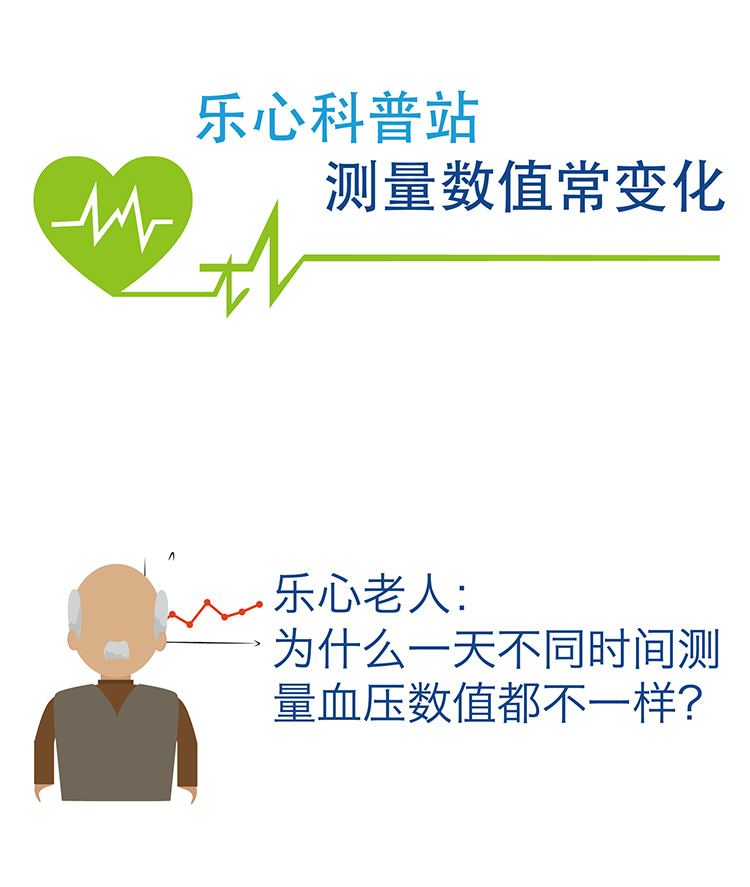 乐心科普站
测量数值常变化
乐心老人：
为什么一天不同时间测
量血压数值都不一样？